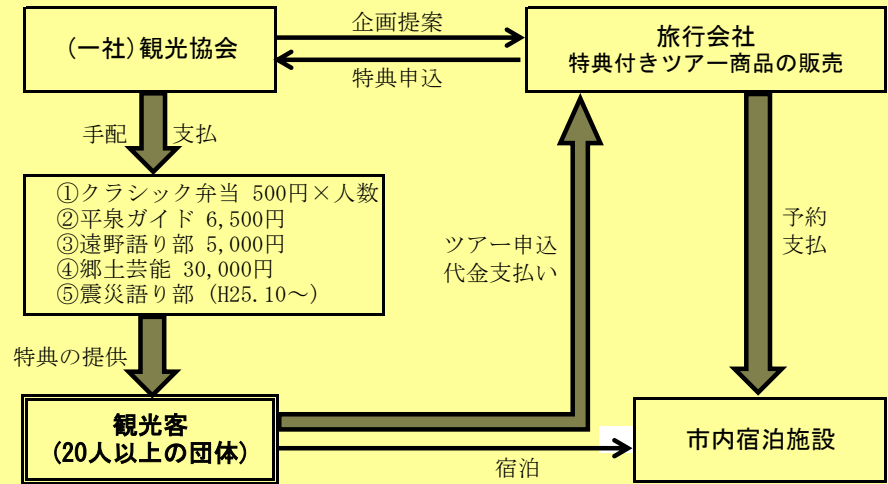 (一社)観光協会
企画提案
特典申込
旅行会社
特典付きツアー商品の販売
手配
支払
①クラシック弁当 500円×人数
②平泉ガイド 6,500円
③遠野語り部 5,000円
④郷土芸能 30,000円
⑤震災語り部 (H25.10～)
ツアー申込
代金支払い
予約
支払
特典の提供
観光客
(20人以上の団体)
宿泊
市内宿泊施設